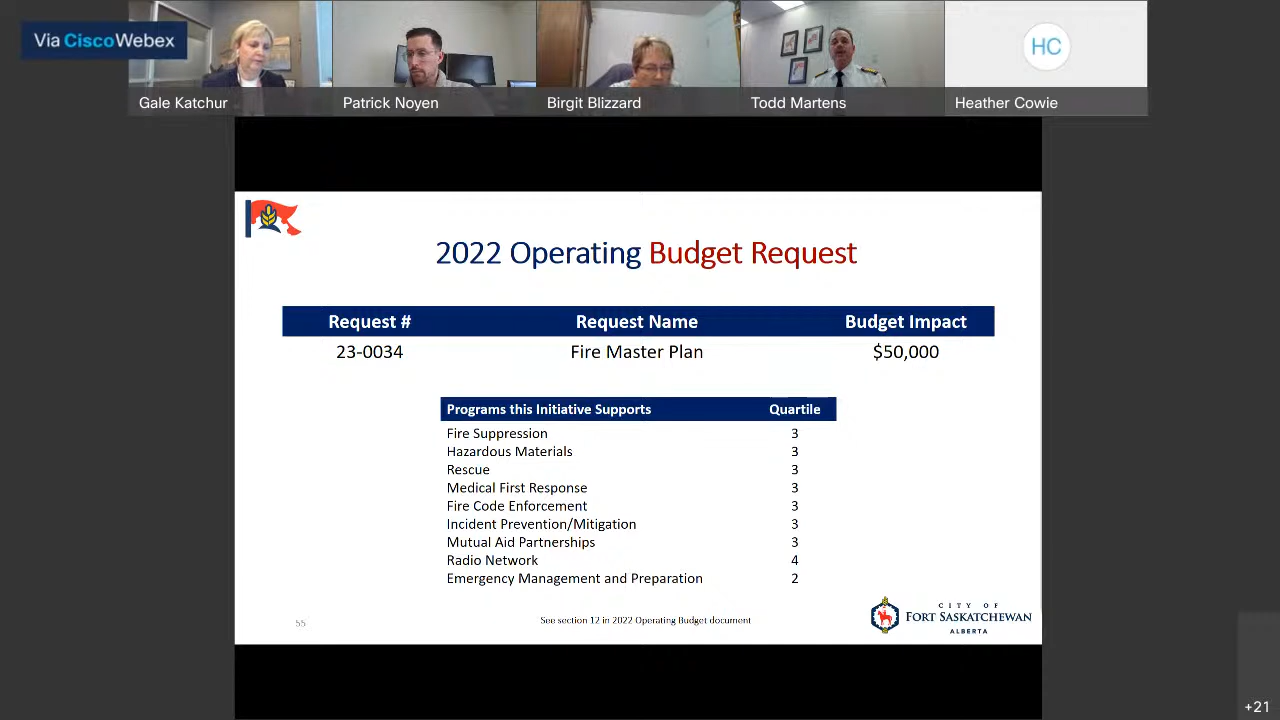 Via Cisco Webex
HC
Gale Katchur
Patrick Noyen
Birgit Blizzard
Todd Martens
Heather Cowie
2022 Operating Budget Request
Request # Request Name Budget Impact
23-0034 Fire Master Plan $50,000
Programs this Initiative Supports Quartile
Fire Suppression 3
Hazardous Materials 3
Rescue 3
Medical First Response 3
Fire Code Enforcement 3
Incident Prevention/Mitigation 3
Mutual Aid Partnerships 3
Radio Network 4
Emergency Management and Preparation 2
55
See section 12 in 2022 Operating Budget document
CITY OF
FORT SASKATCHEWAN
ALBERTA
+21